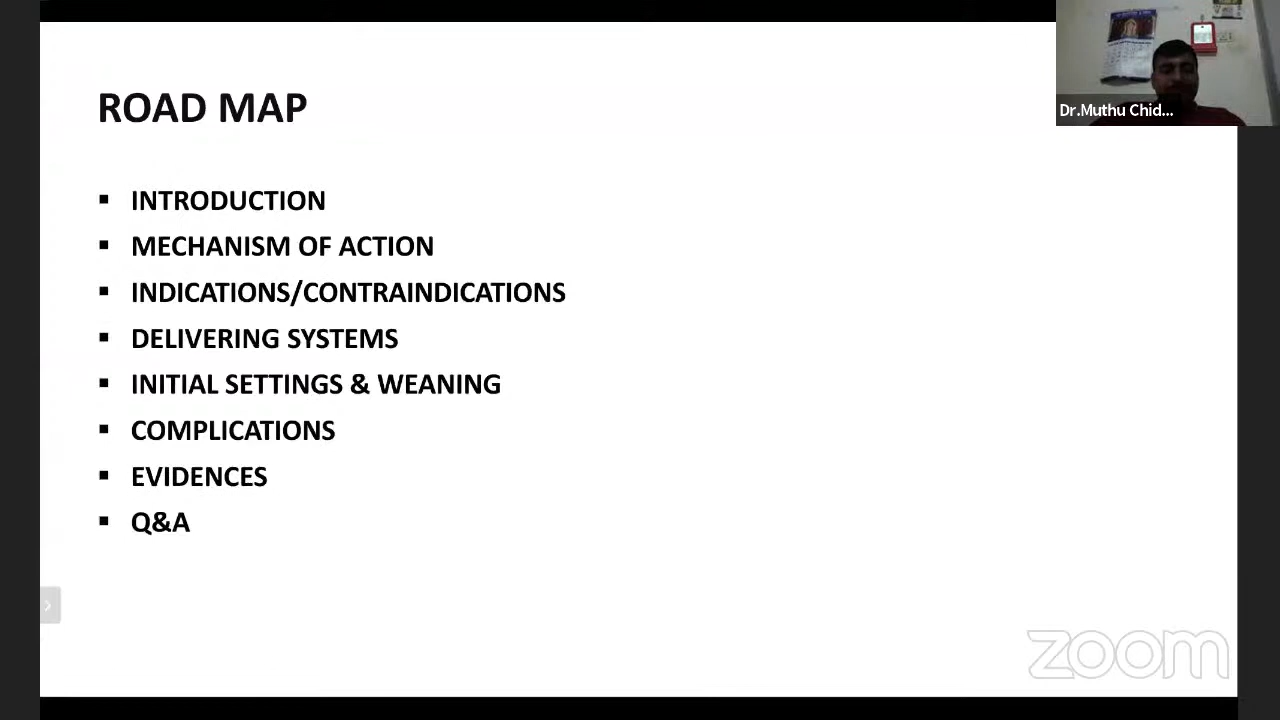 ROAD MAP
Dr.Muthu Chid...
▪ INTRODUCTION
▪ MECHANISM OF ACTION
▪ INDICATIONS/CONTRAINDICATIONS
▪ DELIVERING SYSTEMS
▪ INITIAL SETTINGS & WEANING
▪ COMPLICATIONS
▪ EVIDENCES
▪ Q&A
zoom